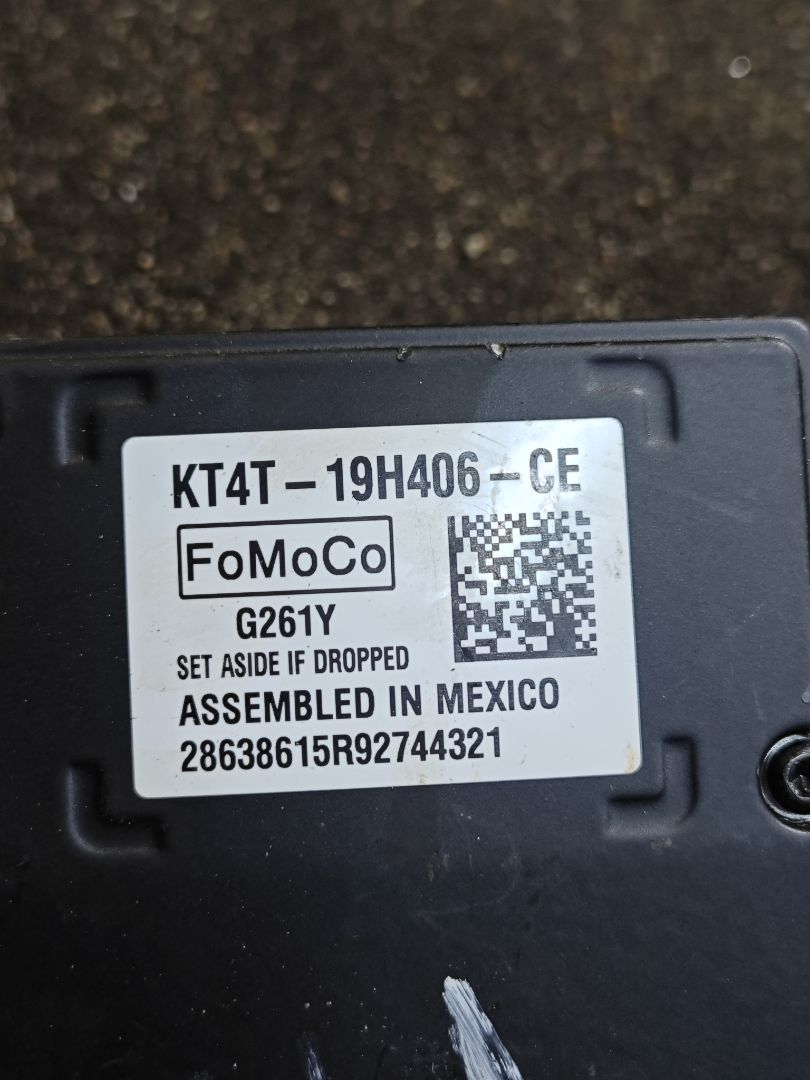 KT4T-19H406-CE
FoMoCo
G261Y
SET ASIDE IF DROPPED
ASSEMBLED IN MEXICO
28638615R92744321